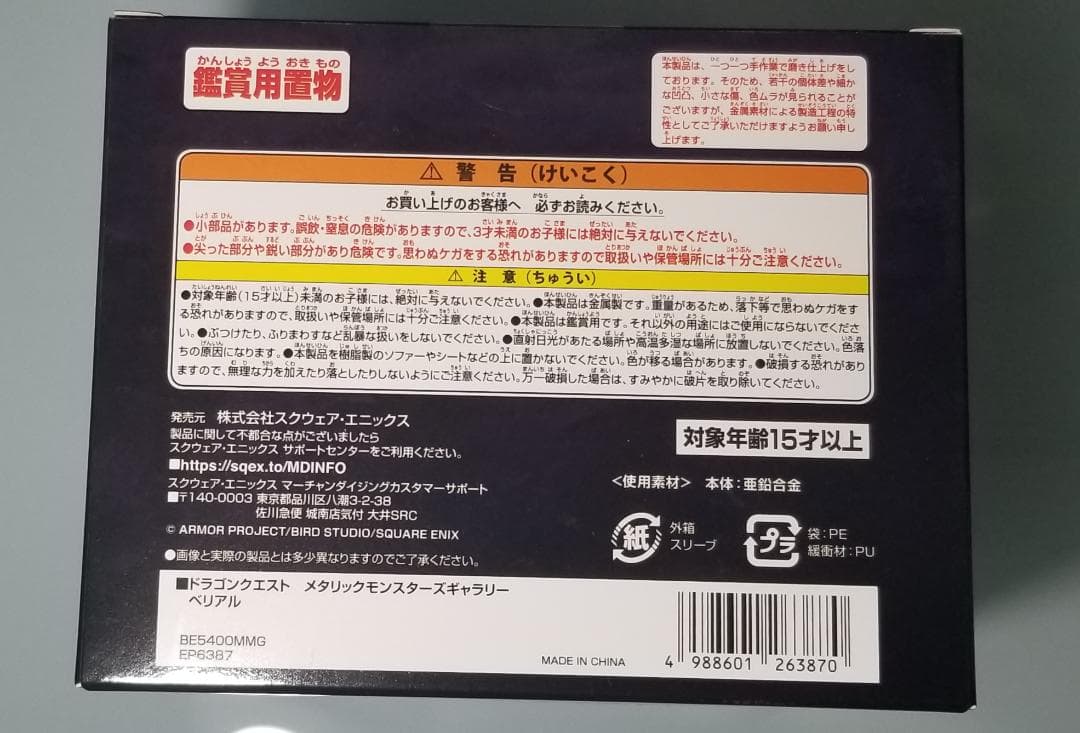 鑑賞用置物
本製品は、一つ一つ手作業で磨き仕上げをし
ております。そのため、若干の個体差や細か
な凹凸、小さな傷、色ムラが見られることが
ございますが、金属素材による製造工程の特
性としてご了承いただけますようお願い申し
上げます。
⚠ 警 告(けいこく)
お買い上げのお客様へ 必ずお読みください。
●小部品があります。誤飲・窒息の危険がありますので、3才未満のお子様には絶対に与えないでください。
●尖った部分や鋭い部分があり危険です。思わぬケガをする恐れがありますので取扱いや保管場所には十分ご注意ください。
⚠ 注 意(ちゅうい)
●対象年齢(15才以上)未満のお子様には、絶対に与えないでください。●本製品は金属製です。重量があるため、落下等で思わぬケガをす
る恐れがありますので、取扱いや保管場所には十分ご注意ください。●本製品は鑑賞用です。それ以外の用途にはご使用にならないでくださ
い。●ぶつけたり、ふりまわすなど乱暴な扱いをしないでください。●直射日光があたる場所や高温多湿な場所に放置しないでください。色落
ちの原因になります。●本製品を樹脂製のソファーやシートなどの上に置かないでください。色が移る場合があります。●破損する恐れがあり
ますので、無理な力を加えたり落としたりしないようにご注意ください。万一破損した場合は、すみやかに破片を取り除いてください。
発売元 株式会社スクウェア・エニックス
製品に関して不都合な点がございましたら
スクウェア・エニックス サポートセンターをご利用ください。
■https://sqex.to/MDINFO
スクウェア・エニックス マーチャンダイジングカスタマーサポート
■〒140-0003 東京都品川区八潮3-2-38
佐川急便 城南店気付 大井SRC
© ARMOR PROJECT/BIRD STUDIO/SQUARE ENIX
●画像と実際の製品とは多少異なりますのでご了承ください。
対象年齢15才以上
<使用素材> 本体:亜鉛合金
紙 外箱
スリーブ
プラ 袋:PE
緩衝材:PU
■ドラゴンクエスト メタリックモンスターズギャラリー
ベリアル
BE5400MMG
EP6387
MADE IN CHINA
4 988601 263870